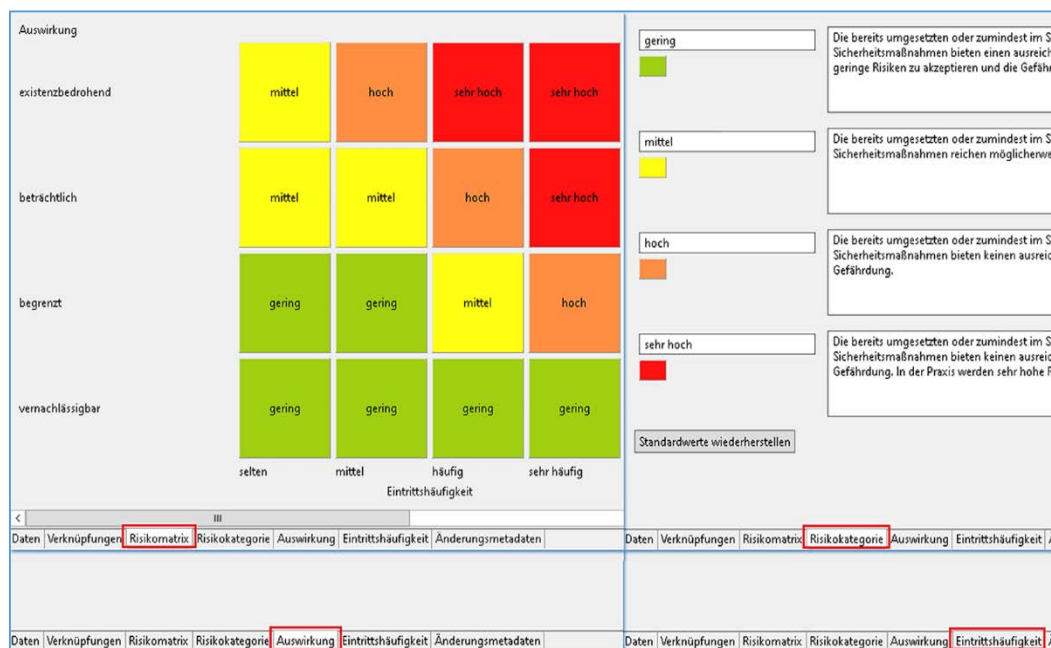 Auswirkung
existenzbedrohend
mittel
hoch
sehr hoch
sehr hoch
beträchtlich
mittel
mittel
hoch
sehr hoch
begrenzt
gering
gering
mittel
hoch
vernachlässigbar
gering
gering
gering
gering
selten
mittel
häufig
sehr häufig
Eintrittshäufigkeit
Daten Verknüpfungen Risikomatrix Risikokategorie Auswirkung Eintrittshäufigkeit Änderungsmetadaten
gering
Die bereits umgesetzten oder zumindest im
Sicherheitsmaßnahmen bieten einen
geringe Risiken zu akzeptieren und die
mittel
Die bereits umgesetzten oder zumindest im
Sicherheitsmaßnahmen reichen
hoch
Die bereits umgesetzten oder zumindest im
Sicherheitsmaßnahmen bieten keinen
Gefährdung.
sehr hoch
Die bereits umgesetzten oder zumindest im
Sicherheitsmaßnahmen bieten keinen
Gefährdung. In der Praxis werden sehr hohe
Standardwerte wiederherstellen
Daten Verknüpfungen Risikomatrix Risikokategorie Auswirkung Eintrittshäufigkeit
Daten Verknüpfungen Risikomatrix Risikokategorie Auswirkung Eintrittshäufigkeit Änderungsmetadaten
Daten Verknüpfungen Risikomatrix Risikokategorie Auswirkung Eintrittshäufigkeit